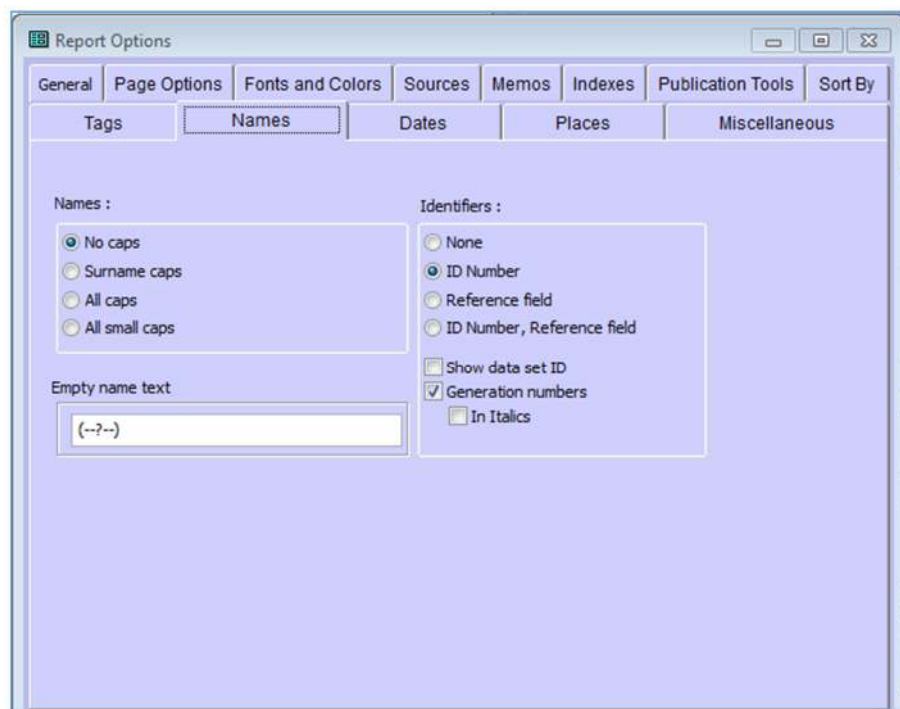 Report Options
General Page Options Fonts and Colors Sources Memos Indexes Publication Tools Sort By
Tags Names Dates Places Miscellaneous
Names :
No caps
Surname caps
All caps
All small caps
Empty name text
(--?--)
Identifiers :
None
ID Number
Reference field
ID Number, Reference field
Show data set ID
Generation numbers
In Italics